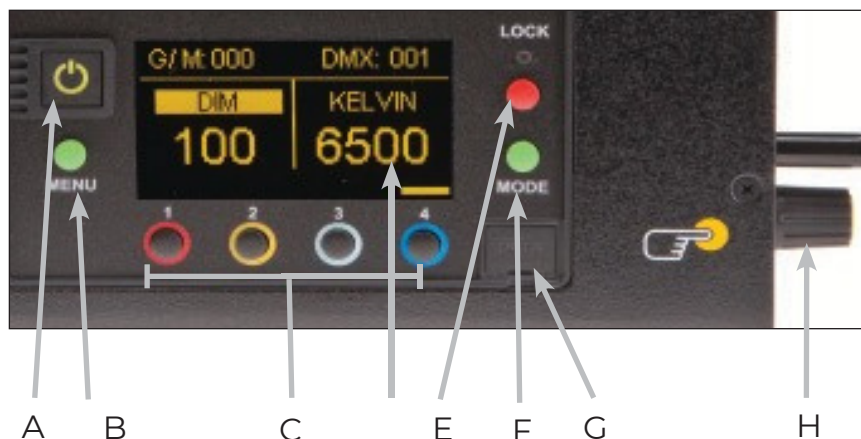 LOCK
G/M: 000 DMX: 001
DIM KELVIN
100 6500
MENU MODE
1 2 3 4
A B C E F G H